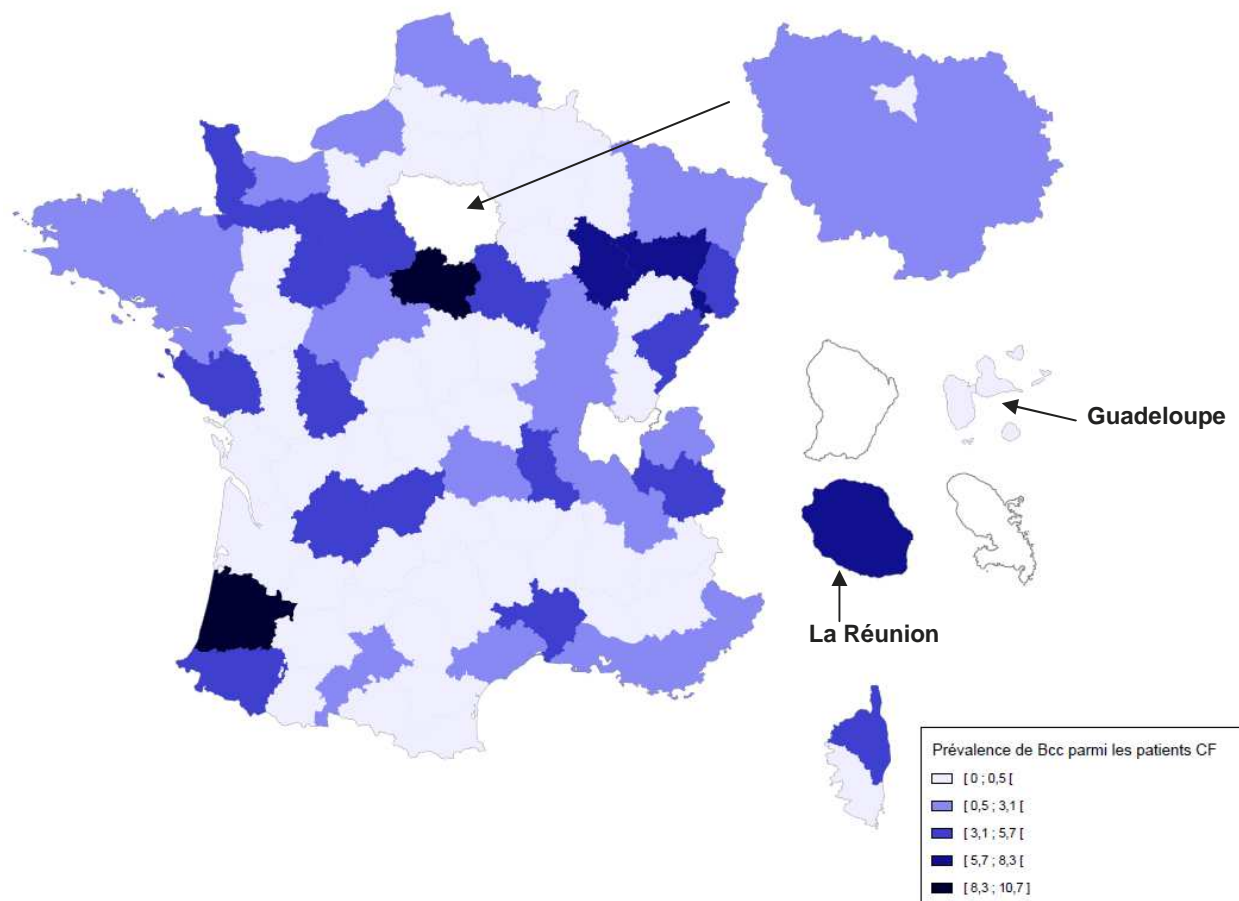 Guadeloupe
La Réunion
Prévalence de Bcc parmi les patients CF
[ 0 ; 0,5 [
[ 0,5 ; 3,1 [
[ 3,1 ; 5,7 [
[ 5,7 ; 8,3 [
[ 8,3 ; 10,7 ]